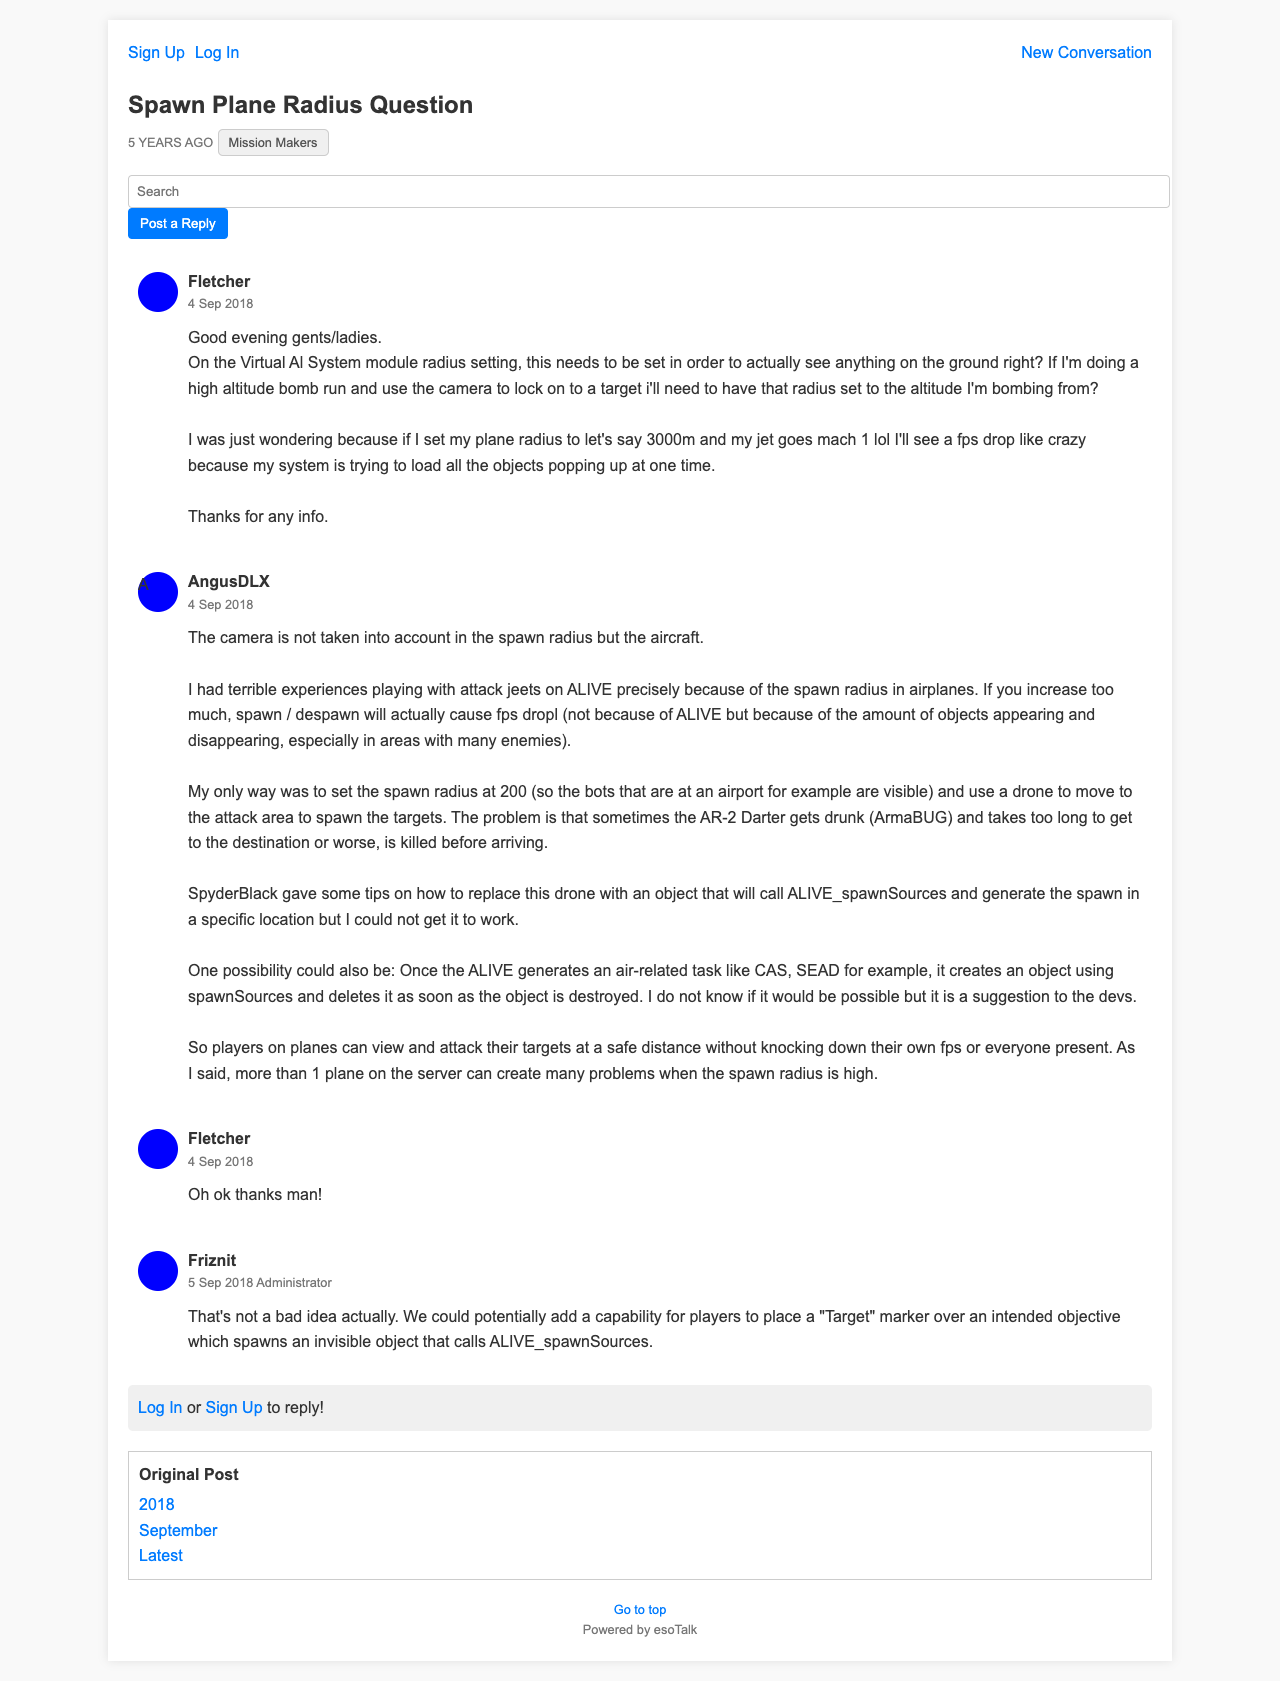 Sign Up Log In New Conversation
Spawn Plane Radius Question
5 YEARS AGO Mission Makers
Search
Post a Reply
Fletcher
4 Sep 2018
Good evening gents/ladies.
On the Virtual Al System module radius setting, this needs to be set in order to actually see anything on the ground right? If I'm doing a
high altitude bomb run and use the camera to lock on to a target i'll need to have that radius set to the altitude I'm bombing from?
I was just wondering because if I set my plane radius to let's say 3000m and my jet goes mach 1 lol I'll see a fps drop like crazy
because my system is trying to load all the objects popping up at one time.
Thanks for any info.
A
AngusDLX
4 Sep 2018
The camera is not taken into account in the spawn radius but the aircraft.
I had terrible experiences playing with attack jeets on ALIVE precisely because of the spawn radius in airplanes. If you increase too
much, spawn / despawn will actually cause fps dropl (not because of ALIVE but because of the amount of objects appearing and
disappearing, especially in areas with many enemies).
My only way was to set the spawn radius at 200 (so the bots that are at an airport for example are visible) and use a drone to move to
the attack area to spawn the targets. The problem is that sometimes the AR-2 Darter gets drunk (ArmaBUG) and takes too long to get
to the destination or worse, is killed before arriving.
SpyderBlack gave some tips on how to replace this drone with an object that will call ALIVE_spawnSources and generate the spawn in
a specific location but I could not get it to work.
One possibility could also be: Once the ALIVE generates an air-related task like CAS, SEAD for example, it creates an object using
spawnSources and deletes it as soon as the object is destroyed. I do not know if it would be possible but it is a suggestion to the devs.
So players on planes can view and attack their targets at a safe distance without knocking down their own fps or everyone present. As
I said, more than 1 plane on the server can create many problems when the spawn radius is high.
Fletcher
4 Sep 2018
Oh ok thanks man!
Friznit
5 Sep 2018 Administrator
That's not a bad idea actually. We could potentially add a capability for players to place a "Target" marker over an intended objective
which spawns an invisible object that calls ALIVE_spawnSources.
Log In or Sign Up to reply!
Original Post
2018
September
Latest
Go to top
Powered by esoTalk